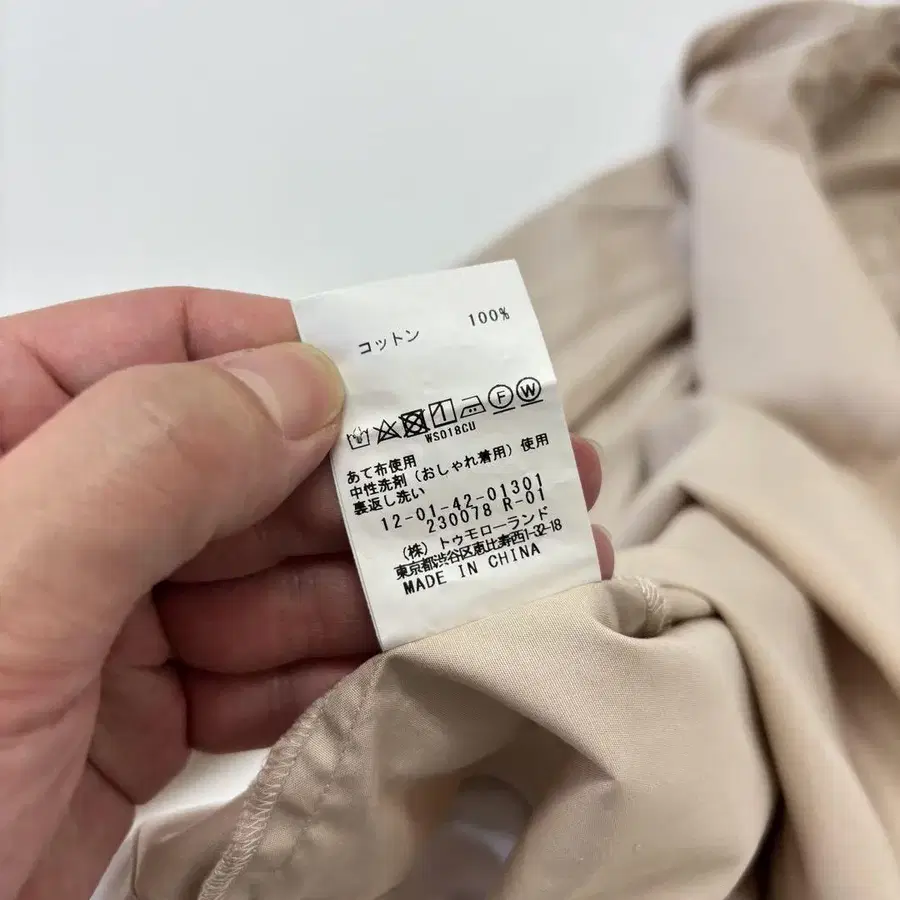 コットン 100%
F W
WS018CU
あて布使用
中性洗剤（おしゃれ着用）使用
裏返し洗い
12-01-42-01301
230078 R-01
（株）トゥモローランド
東京都渋谷区恵比寿西1-32-18
MADE IN CHINA